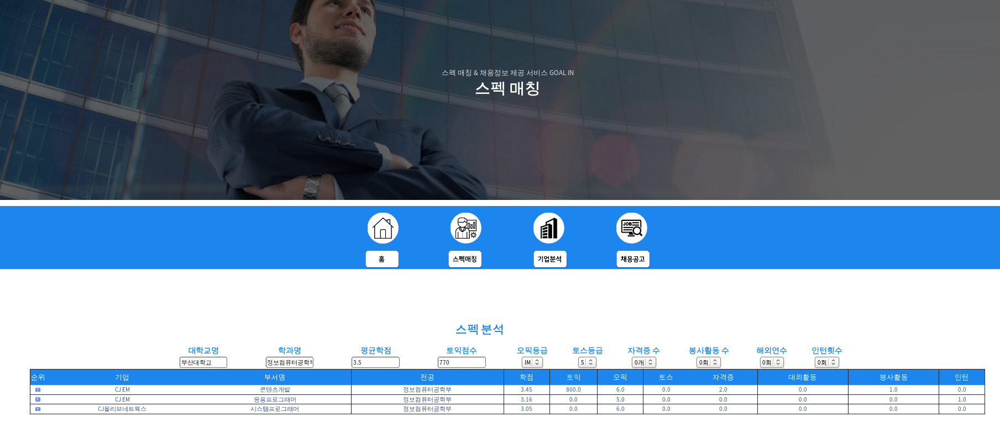 스펙 매칭 & 채용정보 제공 서비스 GOAL IN
스펙 매칭
JOB
홈 스펙매칭 기업분석 채용공고
스펙 분석
대학교명 학과명 평균학점 토익점수 오픽등급 토스등급 자격증 수 봉사활동 수 해외연수 인턴횟수
부산대학교 정보컴퓨터공학부 3.5 770 IM 5 0개 0회 0회 0회
순위 기업 부서명 전공 학점 토익 오픽 토스 자격증 대외활동 봉사활동 인턴
1 CJ EM 콘텐츠개발 정보컴퓨터공학부 3.45 800.0 6.0 0.0 2.0 0.0 1.0 0.0
2 CJ EM 응용프로그래머 정보컴퓨터공학부 3.16 0.0 5.0 0.0 0.0 0.0 0.0 1.0
3 CJ올리브네트웍스 시스템프로그래머 정보컴퓨터공학부 3.05 0.0 6.0 0.0 0.0 0.0 0.0 0.0